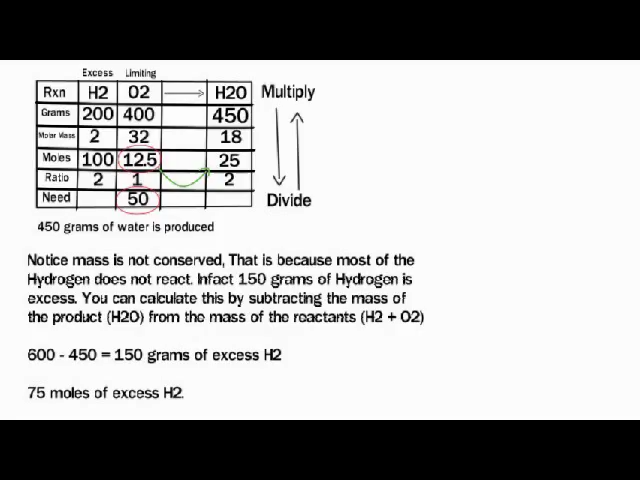 Excess Limiting
Rxn H2 O2 H2O Multiply
Grams 200 400 450
Molar Mass 2 32 18
Moles 100 12.5 25
Ratio 2 1 2
Need 50 Divide
450 grams of water is produced
Notice mass is not conserved, That is because most of the
Hydrogen does not react. Infact 150 grams of Hydrogen is
excess. You can calculate this by subtracting the mass of
the product (H2O) from the mass of the reactants (H2 + O2)
600 - 450 = 150 grams of excess H2
75 moles of excess H2.